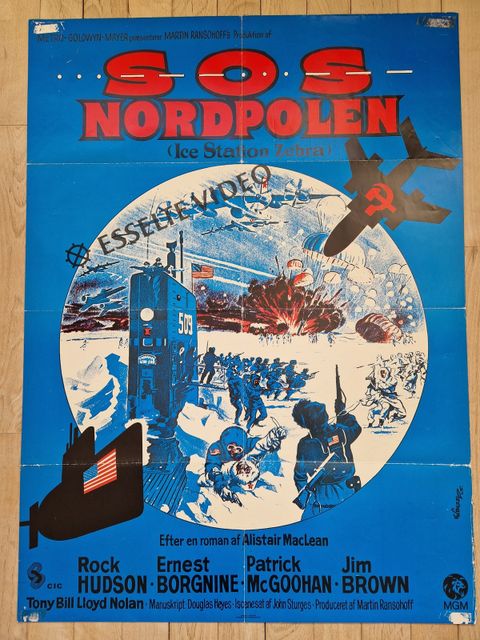 METRO-GOLDWYN-MAYER præsenterer MARTIN RANSOHOFF's Produktion af
SOS
NORDPOLEN
(Ice Station Zebra)
ESSELTE VIDEO
509
Efter en roman af Alistair MacLean
Rock HUDSON · Ernest BORGNINE · Patrick McGOOHAN · Jim BROWN
CIC
Tony Bill Lloyd Nolan · Manuskript: Douglas Heyes · Iscenesat af John Sturges · Produceret af Martin Ransohoff
MGM